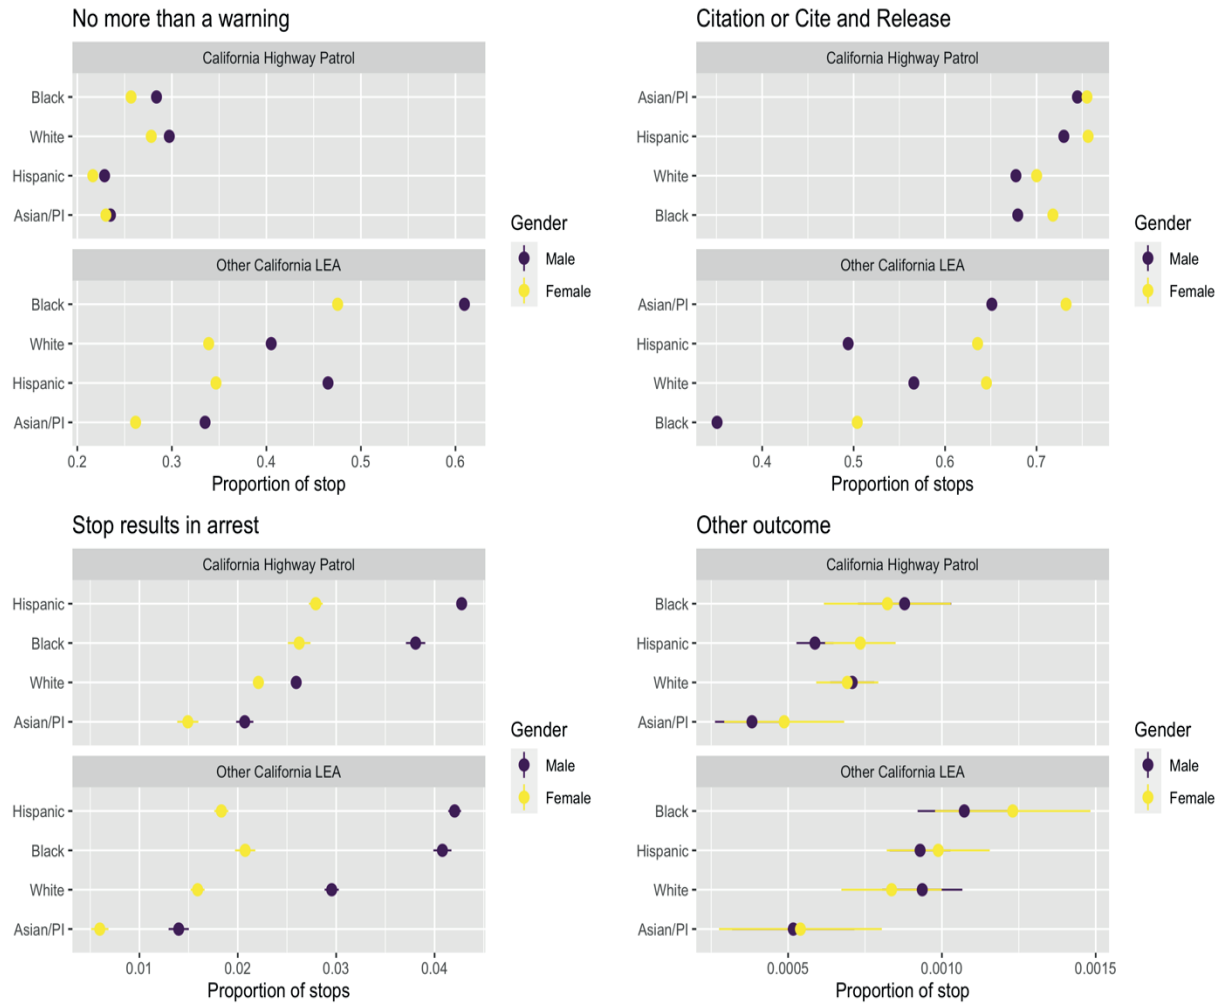 No more than a warning
California Highway Patrol
Black
White
Hispanic
Asian/PI
Other California LEA
Black
White
Hispanic
Asian/PI
0.2 0.3 0.4 0.5 0.6
Proportion of stop
Gender
Male
Female
Citation or Cite and Release
California Highway Patrol
Asian/PI
Hispanic
White
Black
Other California LEA
Asian/PI
Hispanic
White
Black
0.4 0.5 0.6 0.7
Proportion of stops
Gender
Male
Female
Stop results in arrest
California Highway Patrol
Hispanic
Black
White
Asian/PI
Other California LEA
Hispanic
Black
White
Asian/PI
0.01 0.02 0.03 0.04
Proportion of stops
Gender
Male
Female
Other outcome
California Highway Patrol
Black
Hispanic
White
Asian/PI
Other California LEA
Black
Hispanic
White
Asian/PI
0.0005 0.0010 0.0015
Proportion of stop
Gender
Male
Female